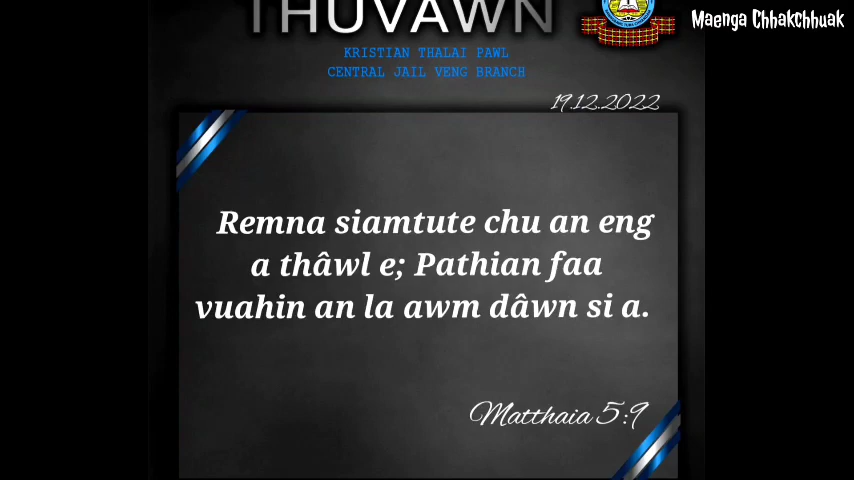 THUVAWN
Maenga Chhakchhuak
KRISTIAN THALAI PAWL
CENTRAL JAIL VENG BRANCH
19.12.2022
Remna siamtute chu an eng
a thâwl e; Pathian faa
vuahin an la awm dâwn si a.
Matthaia 5:9